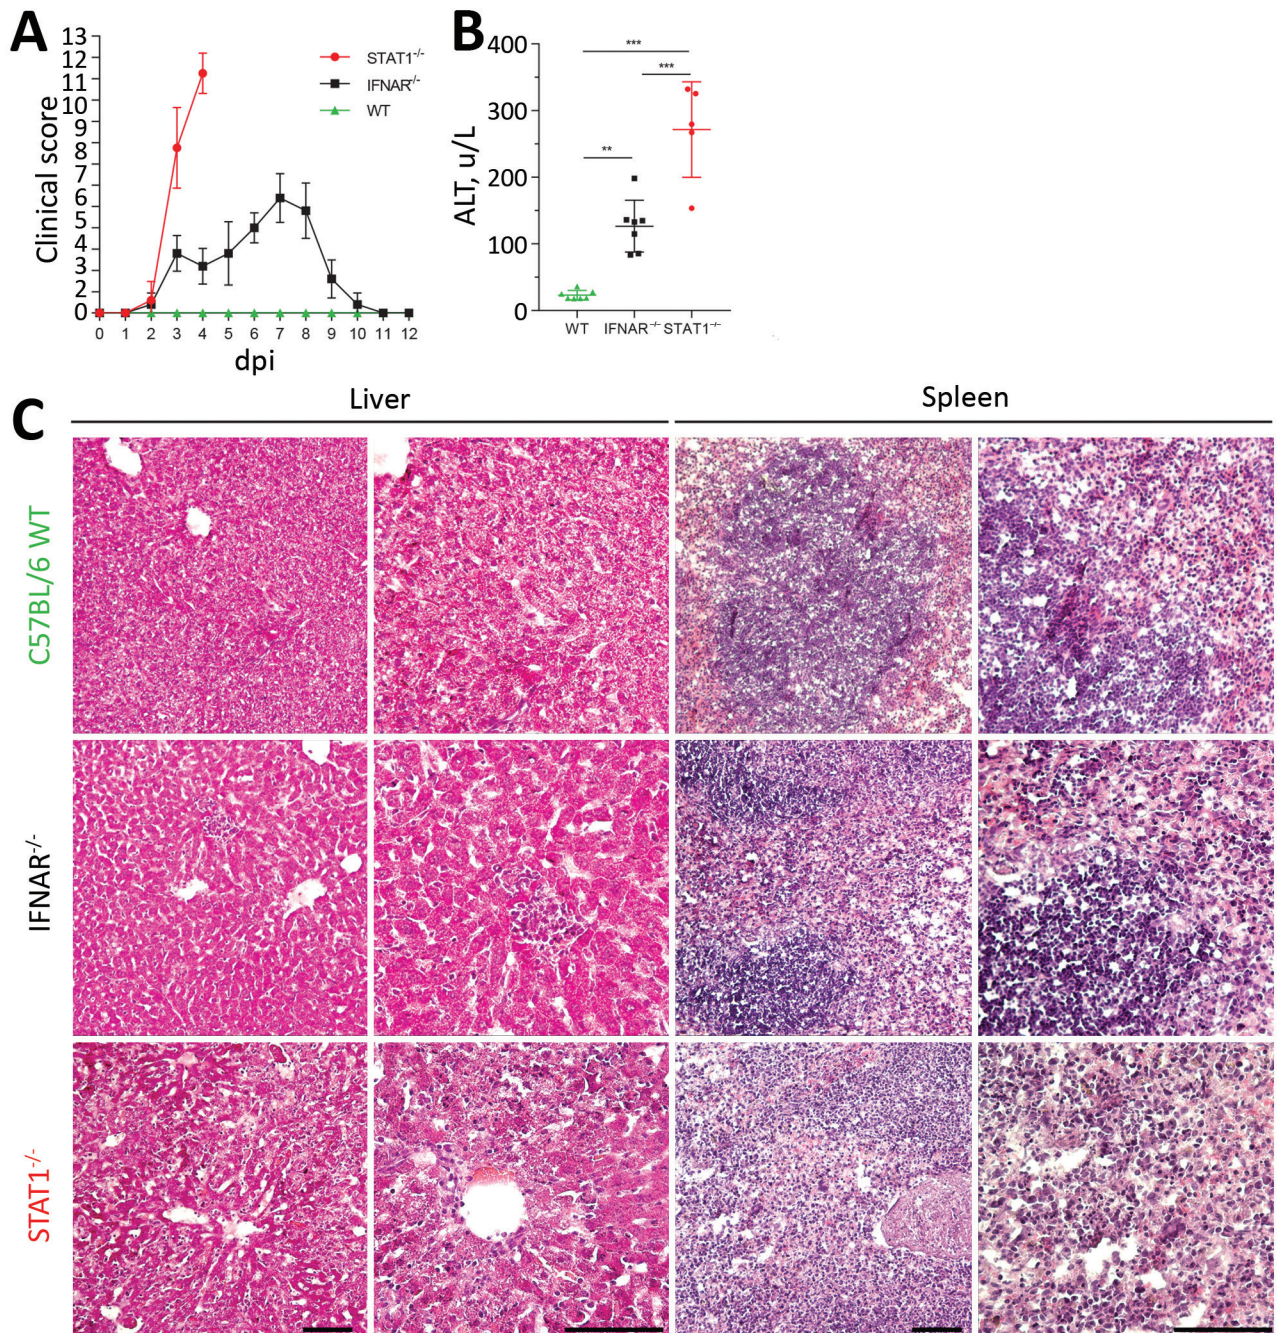 A
Clinical score
13
12
11
10
9
8
7
6
5
4
3
2
0
0 1 2 3 4 5 6 7 8 9 10 11 12
dpi
STAT1-/-
IFNAR-/-
WT
B
ALT, u/L
400
300
200
100
0
***
***
**
WT IFNAR-/- STAT1-/-
C
Liver Spleen
C57BL/6 WT
IFNAR-/-
STAT1-/-